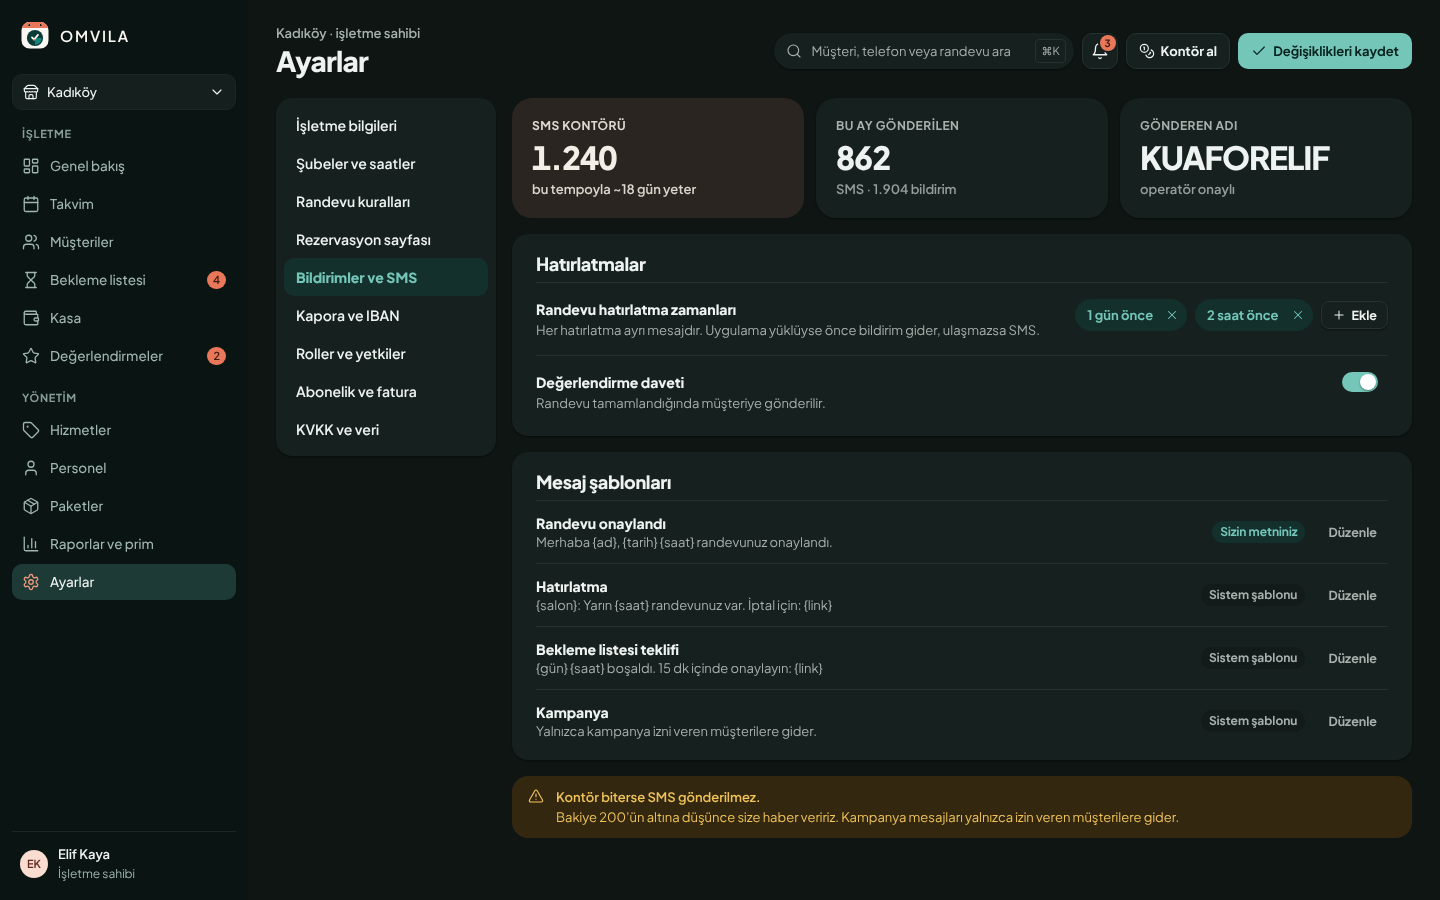 OMVILA
Kadıköy
İŞLETME
Genel bakış
Takvim
Müşteriler
Bekleme listesi 4
Kasa
Değerlendirmeler 2
YÖNETİM
Hizmetler
Personel
Paketler
Raporlar ve prim
Ayarlar
EK
Elif Kaya
İşletme sahibi
Kadıköy · işletme sahibi
Ayarlar
Müşteri, telefon veya randevu ara ⌘K
3
Kontör al
Değişiklikleri kaydet
İşletme bilgileri
Şubeler ve saatler
Randevu kuralları
Rezervasyon sayfası
Bildirimler ve SMS
Kapora ve IBAN
Roller ve yetkiler
Abonelik ve fatura
KVKK ve veri
SMS KONTÖRÜ
1.240
bu tempoyla ~18 gün yeter
BU AY GÖNDERİLEN
862
SMS · 1.904 bildirim
GÖNDEREN ADI
KUAFORELIF
operatör onaylı
Hatırlatmalar
Randevu hatırlatma zamanları
Her hatırlatma ayrı mesajdır. Uygulama yüklüyse önce bildirim gider, ulaşmazsa SMS.
1 gün önce
2 saat önce
Ekle
Değerlendirme daveti
Randevu tamamlandığında müşteriye gönderilir.
Mesaj şablonları
Randevu onaylandı
Merhaba {ad}, {tarih} {saat} randevunuz onaylandı.
Sizin metniniz
Düzenle
Hatırlatma
{salon}: Yarın {saat} randevunuz var. İptal için: {link}
Sistem şablonu
Düzenle
Bekleme listesi teklifi
{gün} {saat} boşaldı. 15 dk içinde onaylayın: {link}
Sistem şablonu
Düzenle
Kampanya
Yalnızca kampanya izni veren müşterilere gider.
Sistem şablonu
Düzenle
Kontör biterse SMS gönderilmez.
Bakiye 200'ün altına düşünce size haber veririz. Kampanya mesajları yalnızca izin veren müşterilere gider.